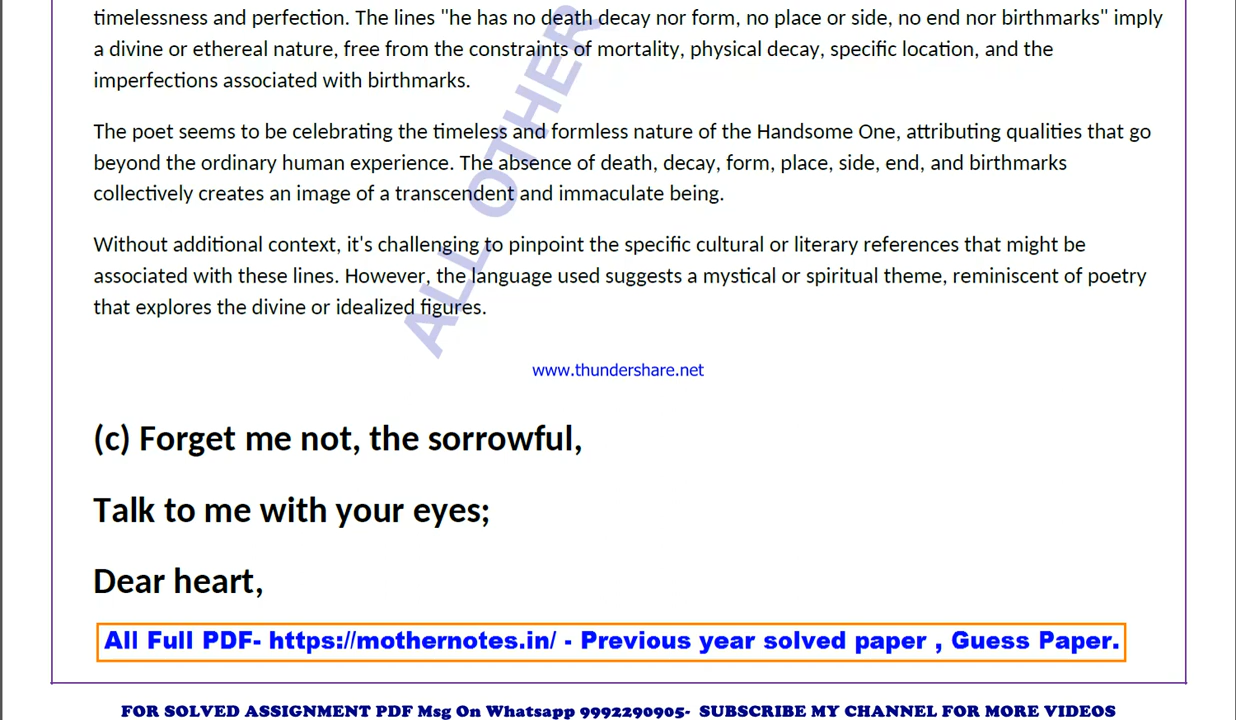 timelessness and perfection. The lines "he has no death decay nor form, no place or side, no end nor birthmarks" imply
a divine or ethereal nature, free from the constraints of mortality, physical decay, specific location, and the
imperfections associated with birthmarks.
The poet seems to be celebrating the timeless and formless nature of the Handsome One, attributing qualities that go
beyond the ordinary human experience. The absence of death, decay, form, place, side, end, and birthmarks
collectively creates an image of a transcendent and immaculate being.
Without additional context, it's challenging to pinpoint the specific cultural or literary references that might be
associated with these lines. However, the language used suggests a mystical or spiritual theme, reminiscent of poetry
that explores the divine or idealized figures.
ALL OTHER
www.thundershare.net
(c) Forget me not, the sorrowful,
Talk to me with your eyes;
Dear heart,
All Full PDF- https://mothernotes.in/ - Previous year solved paper , Guess Paper.
FOR SOLVED ASSIGNMENT PDF Msg On Whatsapp 9992290905- SUBSCRIBE MY CHANNEL FOR MORE VIDEOS